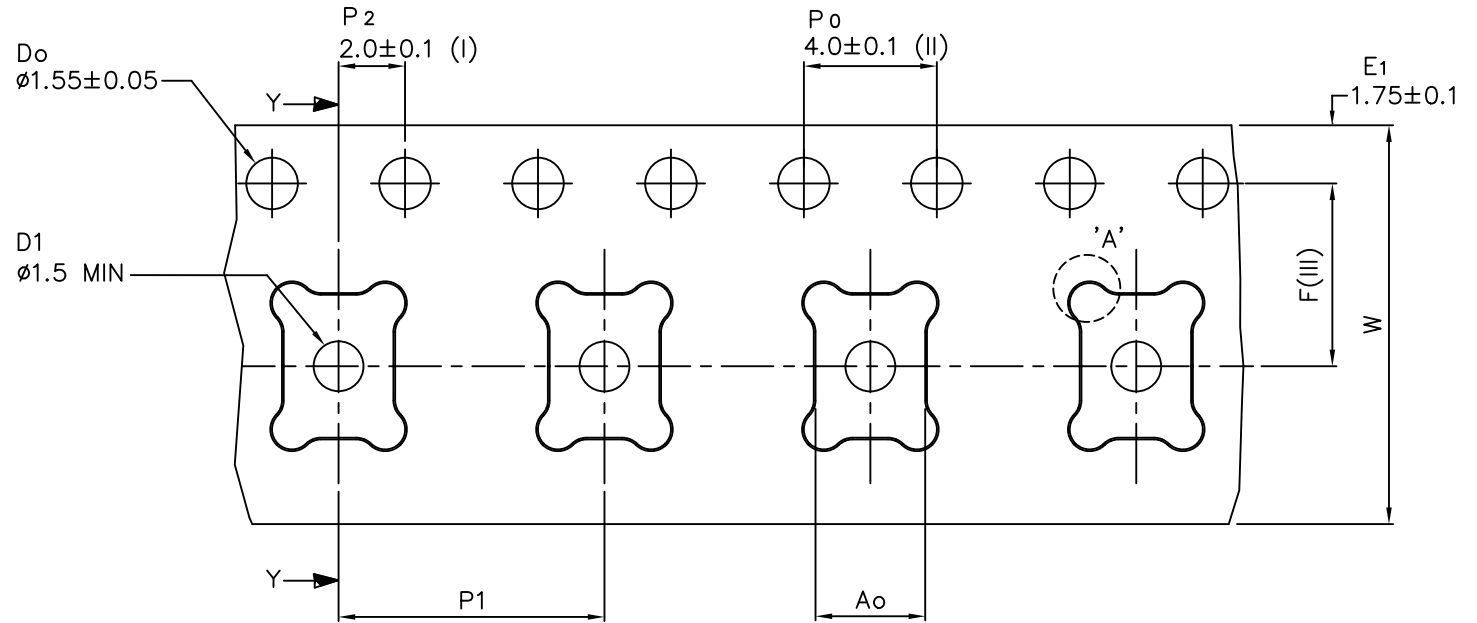 P2
2.0±0.1 (I)
Po
4.0±0.1 (II)
Do
ø1.55±0.05
E1
1.75±0.1
Y
D1
ø1.5 MIN
'A'
F(III)
W
Y
P1
Ao